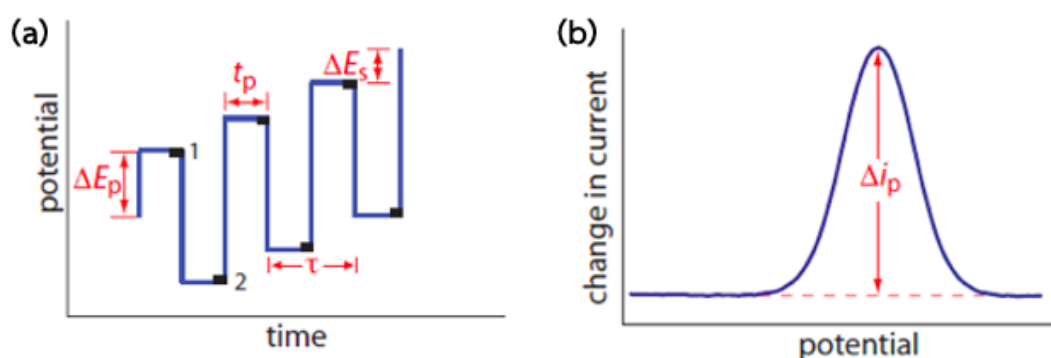 (a)
potential
ΔEp
tp
ΔEs
1
2
τ
time
(b)
change in current
Δip
potential